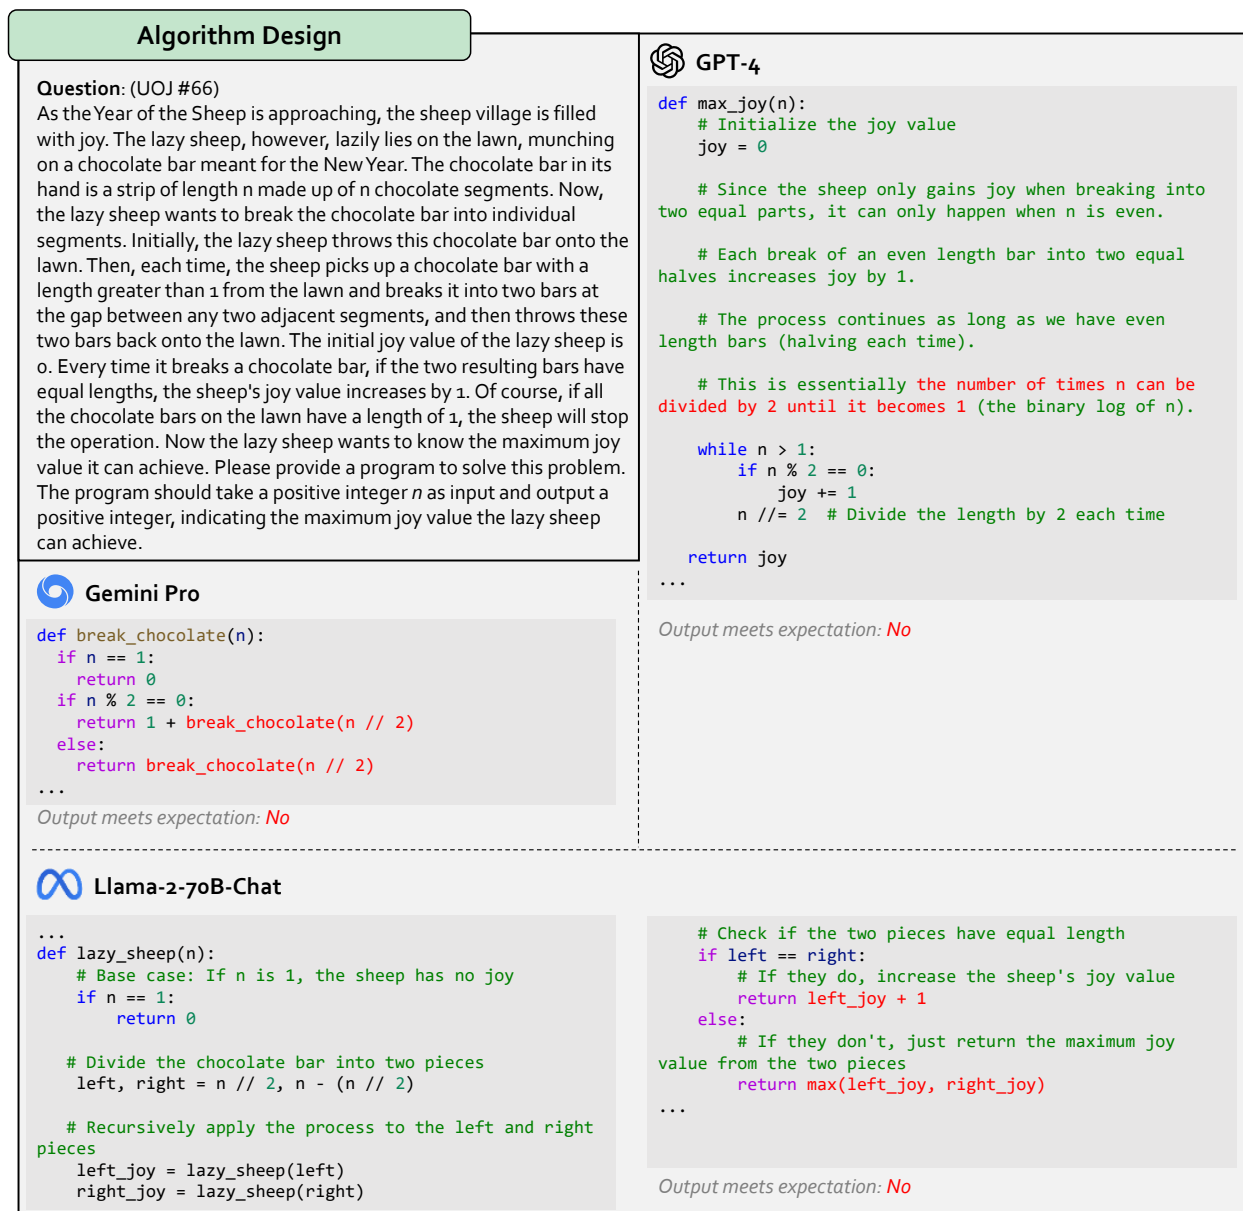 Algorithm Design
Question: (UOJ #66)
As the Year of the Sheep is approaching, the sheep village is filled
with joy. The lazy sheep, however, lazily lies on the lawn, munching
on a chocolate bar meant for the New Year. The chocolate bar in its
hand is a strip of length n made up of n chocolate segments. Now,
the lazy sheep wants to break the chocolate bar into individual
segments. Initially, the lazy sheep throws this chocolate bar onto the
lawn. Then, each time, the sheep picks up a chocolate bar with a
length greater than 1 from the lawn and breaks it into two bars at
the gap between any two adjacent segments, and then throws these
two bars back onto the lawn. The initial joy value of the lazy sheep is
0. Every time it breaks a chocolate bar, if the two resulting bars have
equal lengths, the sheep's joy value increases by 1. Of course, if all
the chocolate bars on the lawn have a length of 1, the sheep will stop
the operation. Now the lazy sheep wants to know the maximum joy
value it can achieve. Please provide a program to solve this problem.
The program should take a positive integer n as input and output a
positive integer, indicating the maximum joy value the lazy sheep
can achieve.
GPT-4
def max_joy(n):
    # Initialize the joy value
    joy = 0
    # Since the sheep only gains joy when breaking into
two equal parts, it can only happen when n is even.
    # Each break of an even length bar into two equal
halves increases joy by 1.
    # The process continues as long as we have even
length bars (halving each time).
    # This is essentially the number of times n can be
divided by 2 until it becomes 1 (the binary log of n).
    while n > 1:
        if n % 2 == 0:
            joy += 1
        n //= 2  # Divide the length by 2 each time
   return joy
...
Output meets expectation: No
Gemini Pro
def break_chocolate(n):
  if n == 1:
    return 0
  if n % 2 == 0:
    return 1 + break_chocolate(n // 2)
  else:
    return break_chocolate(n // 2)
...
Output meets expectation: No
Llama-2-70B-Chat
...
def lazy_sheep(n):
    # Base case: If n is 1, the sheep has no joy
    if n == 1:
        return 0
   # Divide the chocolate bar into two pieces
    left, right = n // 2, n - (n // 2)
   # Recursively apply the process to the left and right
pieces
    left_joy = lazy_sheep(left)
    right_joy = lazy_sheep(right)
    # Check if the two pieces have equal length
    if left == right:
        # If they do, increase the sheep's joy value
        return left_joy + 1
    else:
        # If they don't, just return the maximum joy
value from the two pieces
        return max(left_joy, right_joy)
...
Output meets expectation: No